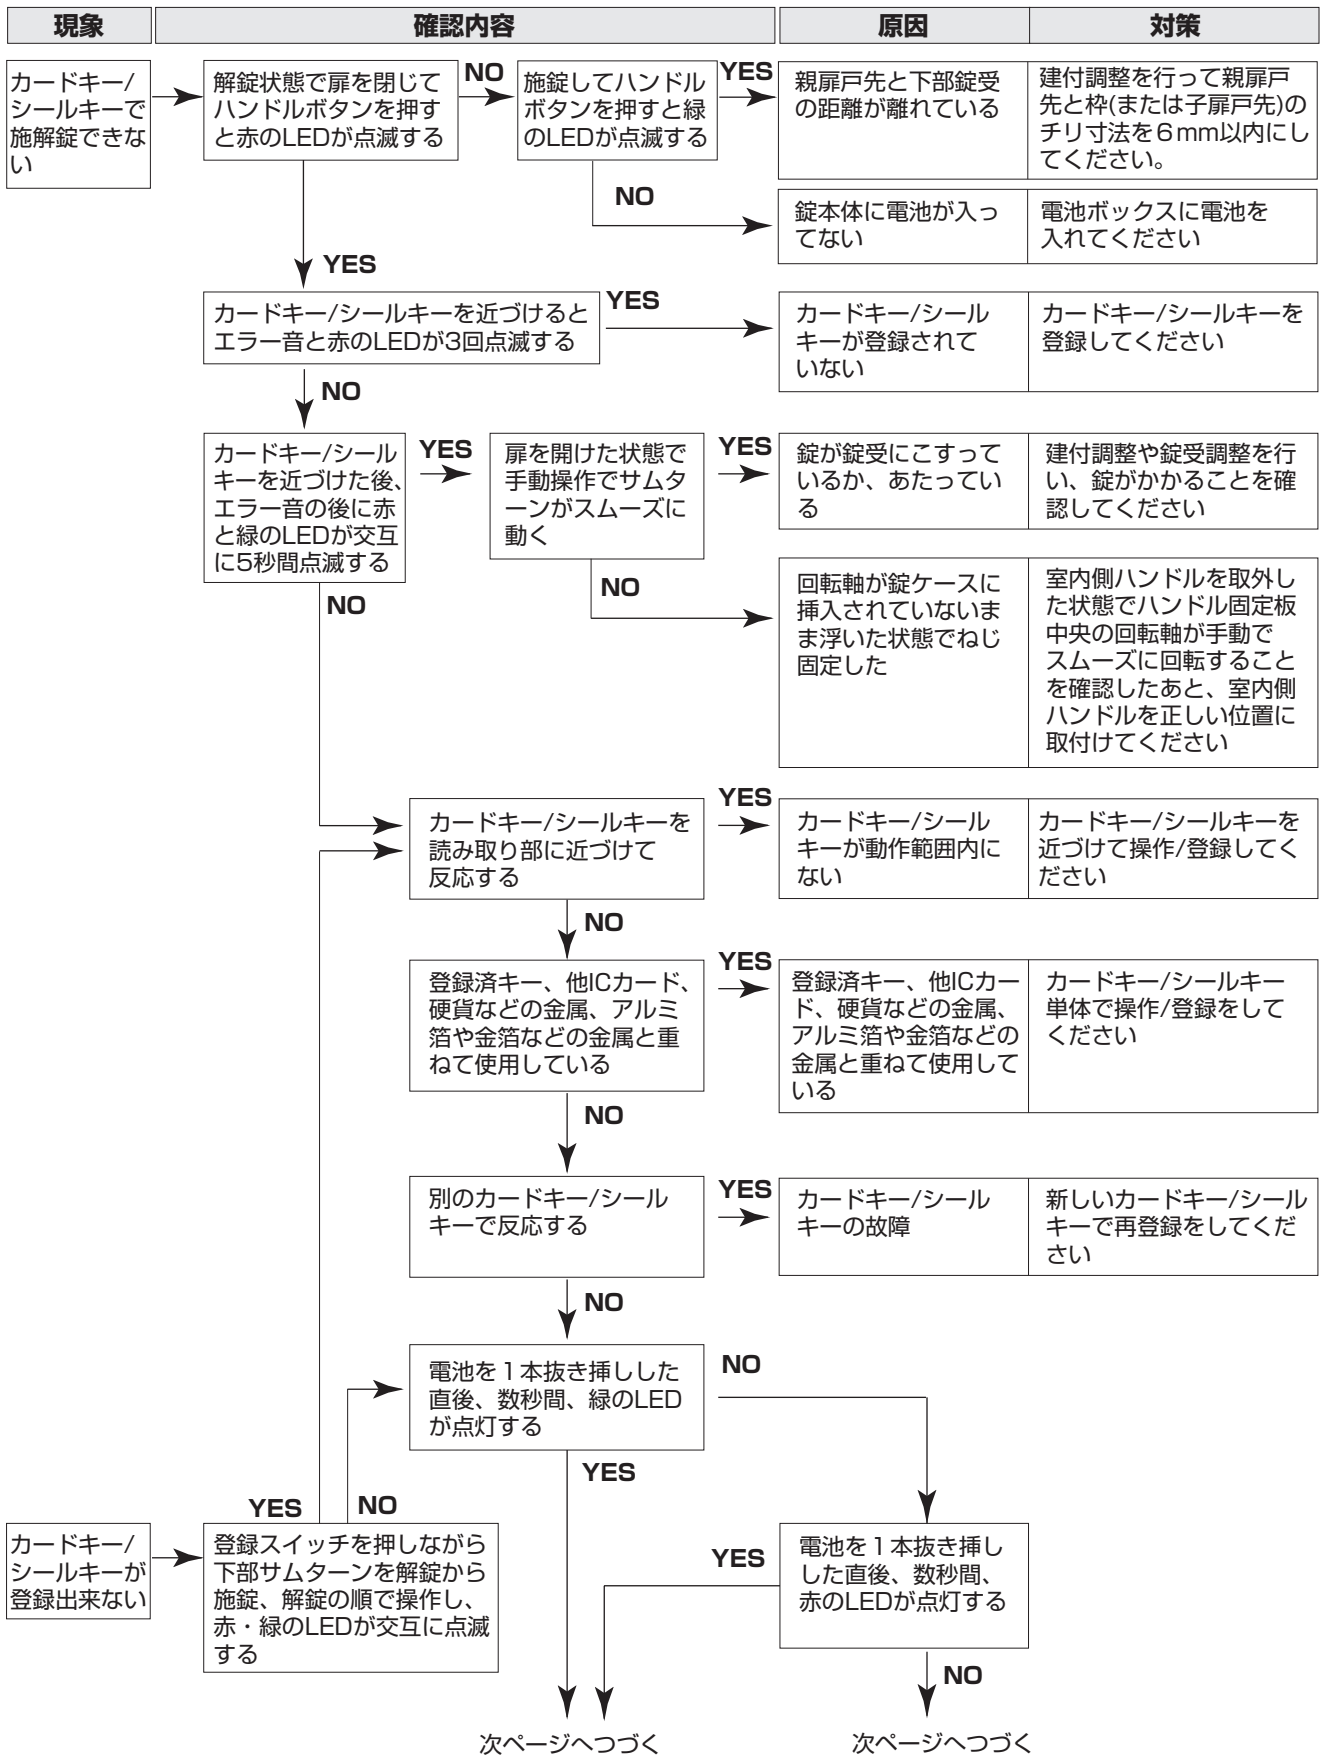 現象
確認内容
原因
対策
カードキー/
シールキーで
施解錠できな
い
解錠状態で扉を閉じて
ハンドルボタンを押す
と赤のLEDが点滅する
NO
施錠してハンドル
ボタンを押すと緑
のLEDが点滅する
YES
親扉戸先と下部錠受
の距離が離れている
建付調整を行って親扉戸
先と枠(または子扉戸先)の
チリ寸法を6mm以内にし
てください。
NO
錠本体に電池が入っ
てない
電池ボックスに電池を
入れてください
YES
カードキー/シールキーを近づけると
エラー音と赤のLEDが3回点滅する
YES
カードキー/シール
キーが登録されて
いない
カードキー/シールキーを
登録してください
NO
カードキー/シール
キーを近づけた後、
エラー音の後に赤
と緑のLEDが交互
に5秒間点滅する
YES
扉を開けた状態で
手動操作でサムタ
ーンがスムーズに
動く
YES
錠が錠受にこすって
いるか、あたってい
る
建付調整や錠受調整を行
い、錠がかかることを確
認してください
NO
回転軸が錠ケースに
挿入されていないま
ま浮いた状態でねじ
固定した
室内側ハンドルを取外し
た状態でハンドル固定板
中央の回転軸が手動で
スムーズに回転すること
を確認したあと、室内側
ハンドルを正しい位置に
取付けてください
NO
カードキー/シールキーを
読み取り部に近づけて
反応する
YES
カードキー/シール
キーが動作範囲内に
ない
カードキー/シールキーを
近づけて操作/登録してく
ださい
NO
登録済キー、他ICカード、
硬貨などの金属、アルミ
箔や金箔などの金属と重
ねて使用している
YES
登録済キー、他ICカー
ド、硬貨などの金属、
アルミ箔や金箔などの
金属と重ねて使用して
いる
カードキー/シールキー
単体で操作/登録をして
ください
NO
別のカードキー/シール
キーで反応する
YES
カードキー/シール
キーの故障
新しいカードキー/シール
キーで再登録をしてくだ
さい
NO
電池を1本抜き挿しした
直後、数秒間、緑のLED
が点灯する
NO
YES
カードキー/
シールキーが
登録出来ない
YES
NO
登録スイッチを押しながら
下部サムターンを解錠から
施錠、解錠の順で操作し、
赤・緑のLEDが交互に点滅
する
YES
電池を1本抜き挿し
した直後、数秒間、
赤のLEDが点灯する
NO
次ページへつづく
次ページへつづく